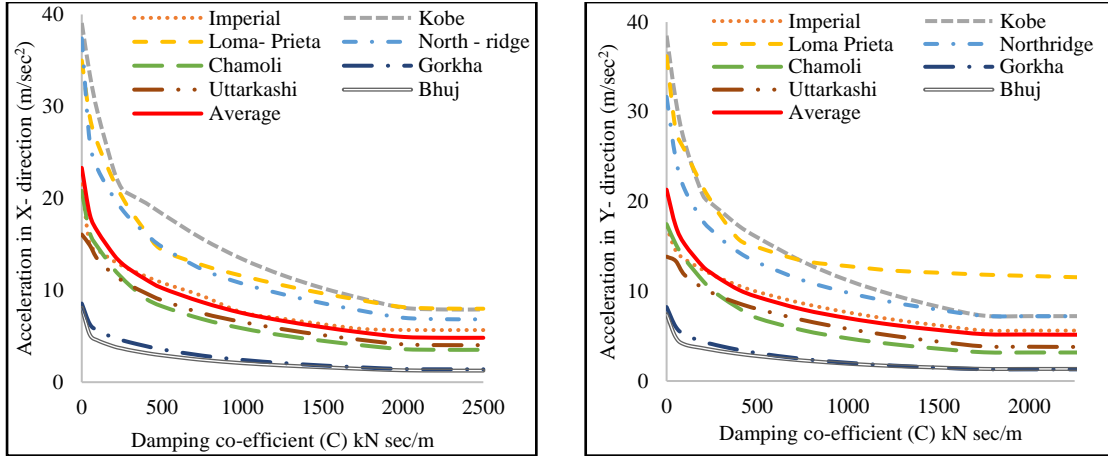 Acceleration in X- direction (m/sec²)
40
30
20
10
0
Imperial
Kobe
Loma- Prieta
North - ridge
Chamoli
Gorkha
Uttarkashi
Bhuj
Average
0 500 1000 1500 2000 2500
Damping co-efficient (C) kN sec/m
Acceleration in Y- direction (m/sec²)
40
30
20
10
0
Imperial
Kobe
Loma Prieta
Northridge
Chamoli
Gorkha
Uttarkashi
Bhuj
Average
0 500 1000 1500 2000
Damping co-efficient (C) kN sec/m